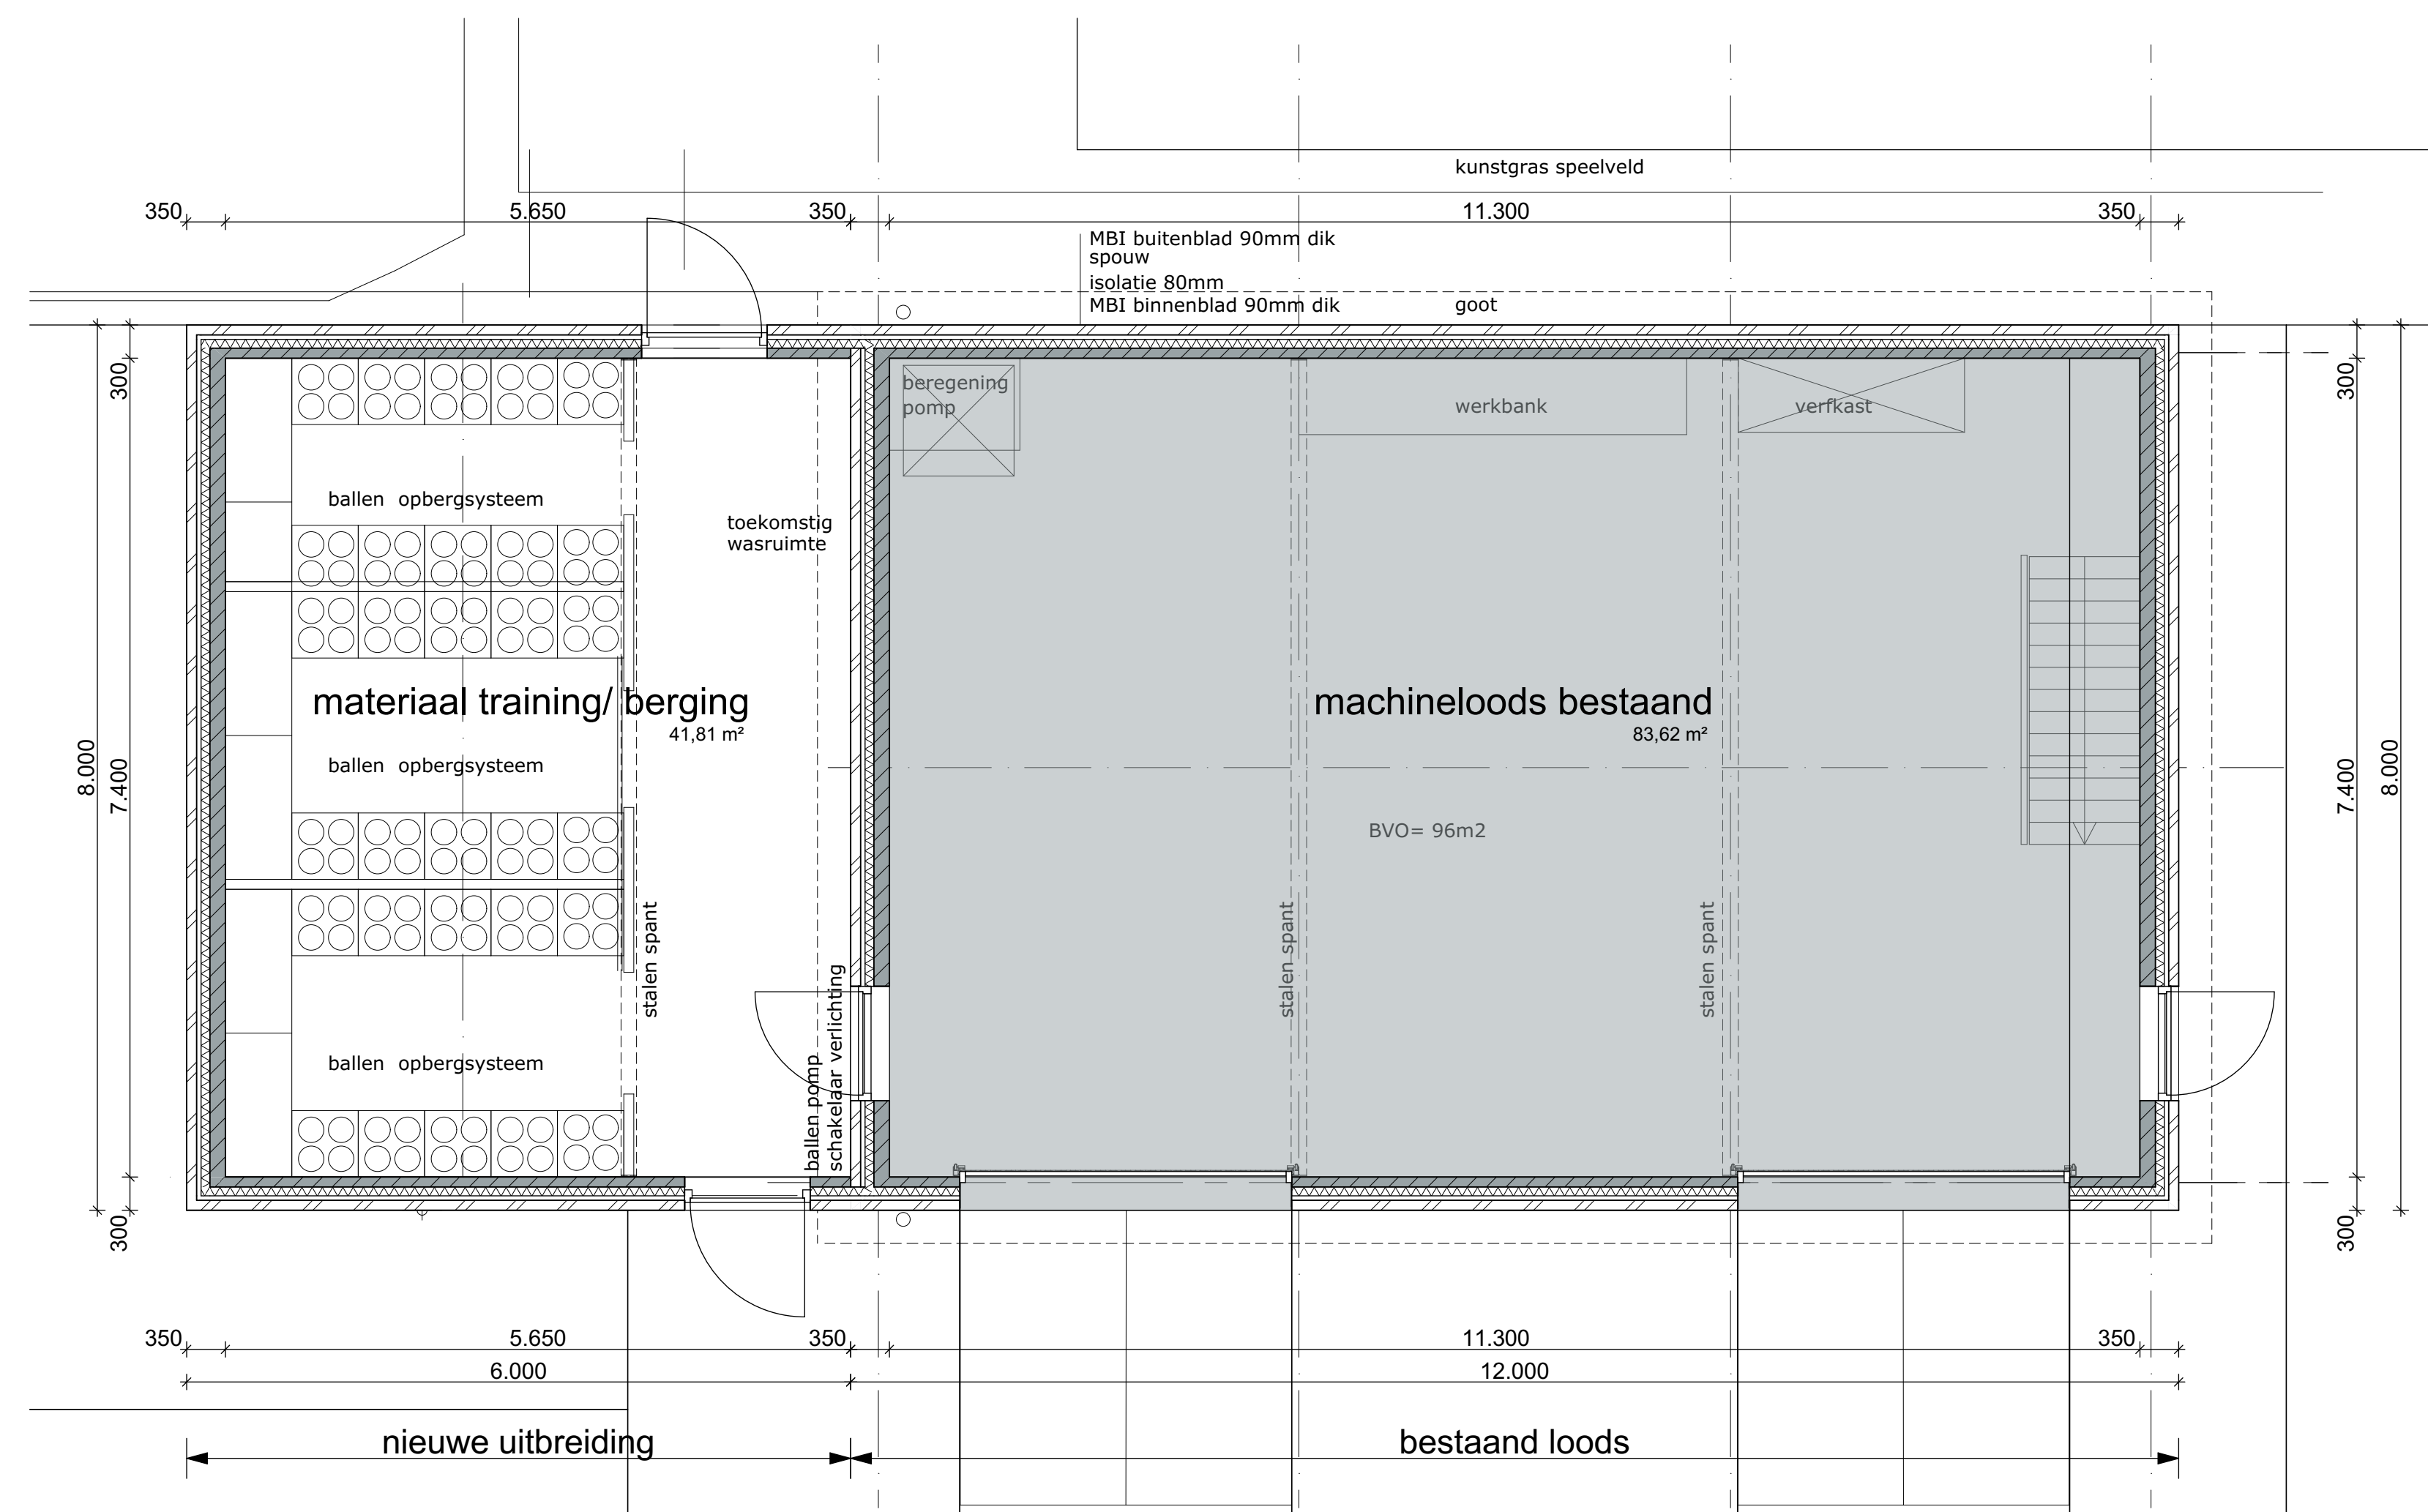 kunstgras speelveld
350
5.650
350
11.300
350
MBI buitenblad 90mm dik
spouw
isolatie 80mm
MBI binnenblad 90mm dik
goot
300
300
beregening
pomp
werkbank
verfkast
ballen opbergsysteem
toekomstig
wasruimte
materiaal training/ berging
41,81 m²
machineloods bestaand
83,62 m²
8.000
7.400
7.400
8.000
ballen opbergsysteem
BVO= 96m2
stalen spant
stalen spant
stalen spant
ballen opbergsysteem
ballen pomp
schakelaar verlichting
300
300
350
5.650
350
11.300
350
6.000
12.000
nieuwe uitbreiding
bestaand loods